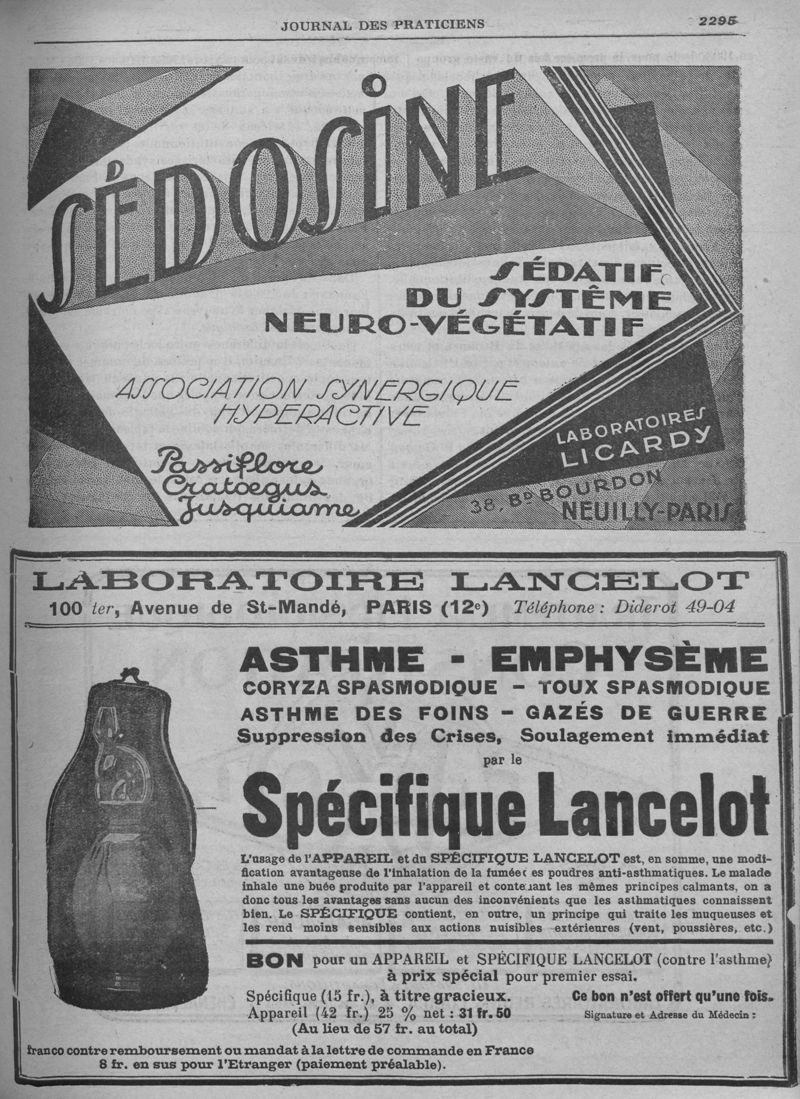 JOURNAL DES PRATICIENS
2295
SÉDOSINE
SÉDATIF
DU SYSTÊME
NEURO-VÉGÉTATIF
ASSOCIATION SYNERGIQUE
HYPERACTIVE
Passiflore
Cratoegus
Jusquiame
LABORATOIRES
LICARDY
38, BD BOURDON
NEUILLY-PARIS
LABORATOIRE LANCELOT
100 ter, Avenue de St-Mandé, PARIS (12e) Téléphone : Diderot 49-04
ASTHME - EMPHYSÈME
CORYZA SPASMODIQUE - TOUX SPASMODIQUE
ASTHME DES FOINS - GAZÉS DE GUERRE
Suppression des Crises, Soulagement immédiat
par le
Spécifique Lancelot
L'usage de l'APPAREIL et du SPÉCIFIQUE LANCELOT est, en somme, une modi-
fication avantageuse de l'inhalation de la fumée es poudres anti-asthmatiques. Le malade
inhale une buée produite par l'appareil et contenant les mêmes principes calmants, on a
donc tous les avantages sans aucun des inconvénients que les asthmatiques connaissent
bien. Le SPÉCIFIQUE contient, en outre, un principe qui traite les muqueuses et
les rend moins sensibles aux actions nuisibles extérieures (vent, poussières, etc.)
BON pour un APPAREIL et SPÉCIFIQUE LANCELOT (contre l'asthme)
à prix spécial pour premier essai.
Spécifique (15 fr.), à titre gracieux. Ce bon n'est offert qu'une fois.
Appareil (42 fr.) 25 % net : 31 fr. 50 Signature et Adresse du Médecin :
(Au lieu de 57 fr. au total)
franco contre remboursement ou mandat à la lettre de commande en France
8 fr. en sus pour l'Etranger (paiement préalable).